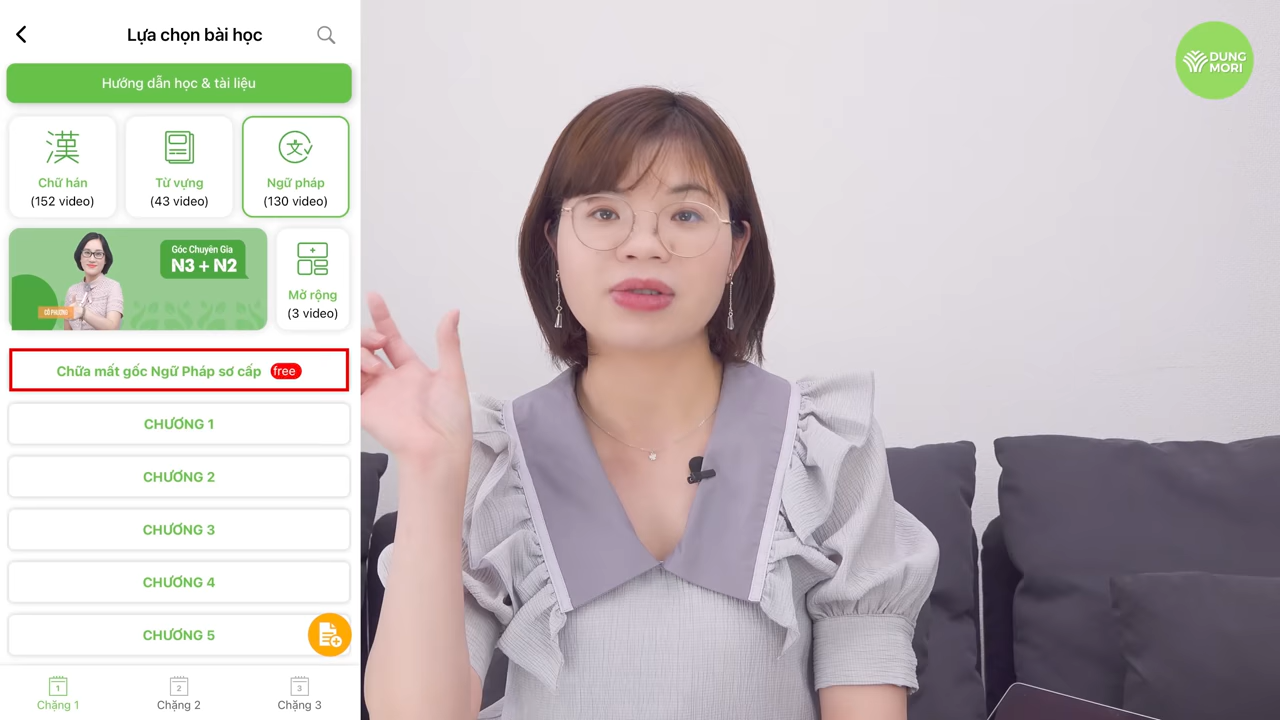 Lựa chọn bài học
Hướng dẫn học & tài liệu
漢
Chữ hán
(152 video)
Từ vựng
(43 video)
文
Ngữ pháp
(130 video)
Góc Chuyên Gia
N3 + N2
CÔ PHƯƠNG
Mở rộng
(3 video)
Chữa mất gốc Ngữ Pháp sơ cấp free
CHƯƠNG 1
CHƯƠNG 2
CHƯƠNG 3
CHƯƠNG 4
CHƯƠNG 5
1
Chặng 1
2
Chặng 2
3
Chặng 3
DUNG
MORI